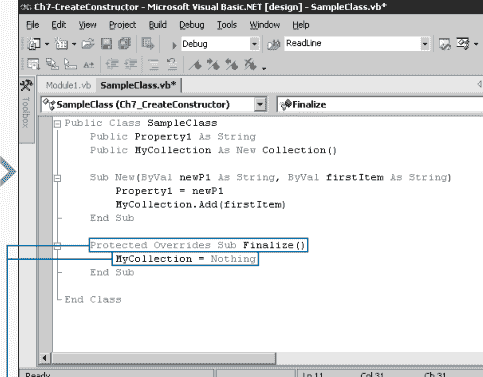 Ch7-CreateConstructor - Microsoft Visual Basic.NET [design] - SampleClass.vb*
File Edit View Project Build Debug Tools Window Help
Debug ReadLine
Module1.vb SampleClass.vb*
Toolbox
SampleClass (Ch7_CreateConstructor) Finalize
Public Class SampleClass
Public Property1 As String
Public MyCollection As New Collection()
Sub New(ByVal newP1 As String, ByVal firstItem As String)
Property1 = newP1
MyCollection.Add(firstItem)
End Sub
Protected Overrides Sub Finalize()
MyCollection = Nothing
End Sub
End Class
Ready Ln 11 Col 31 Ch 31